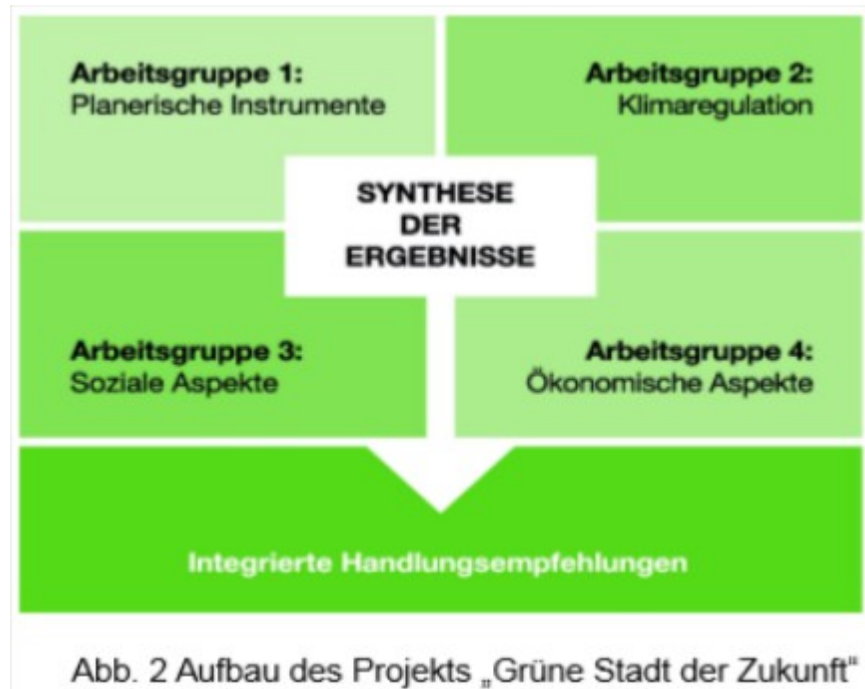 Arbeitsgruppe 1:
Planerische Instrumente
Arbeitsgruppe 2:
Klimaregulation
SYNTHESE
DER
ERGEBNISSE
Arbeitsgruppe 3:
Soziale Aspekte
Arbeitsgruppe 4:
Ökonomische Aspekte
Integrierte Handlungsempfehlungen
Abb. 2 Aufbau des Projekts „Grüne Stadt der Zukunft“